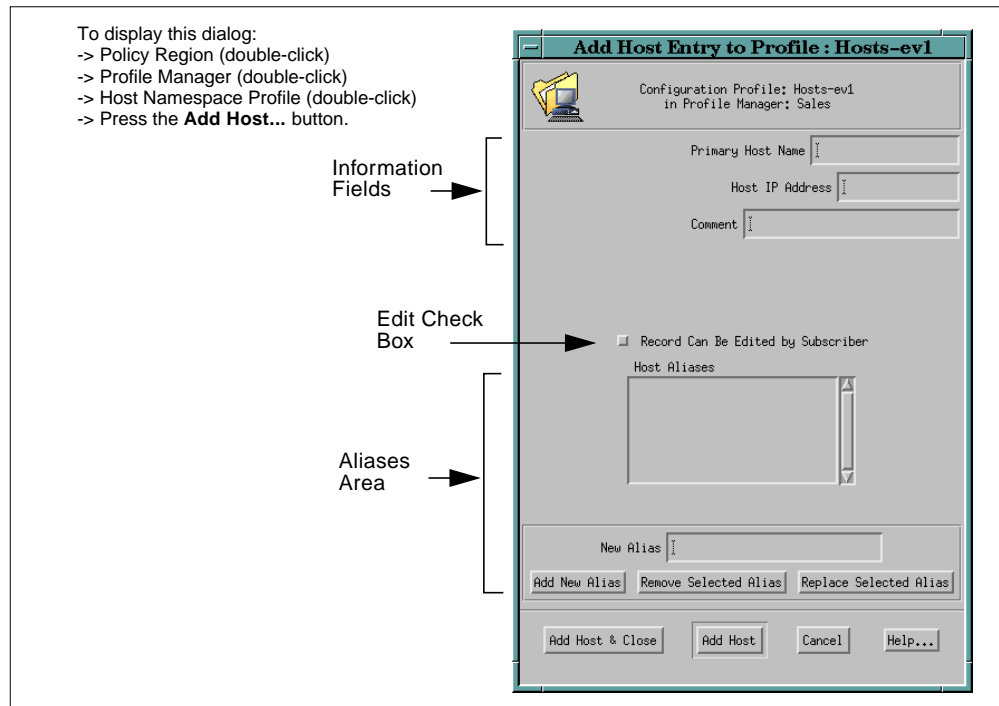 To display this dialog:
-> Policy Region (double-click)
-> Profile Manager (double-click)
-> Host Namespace Profile (double-click)
-> Press the Add Host... button.
Add Host Entry to Profile : Hosts-ev1
Configuration Profile: Hosts-ev1
in Profile Manager: Sales
Information
Fields
Primary Host Name
Host IP Address
Comment
Edit Check
Box
Record Can Be Edited by Subscriber
Host Aliases
Aliases
Area
New Alias
Add New Alias
Remove Selected Alias
Replace Selected Alias
Add Host & Close
Add Host
Cancel
Help...